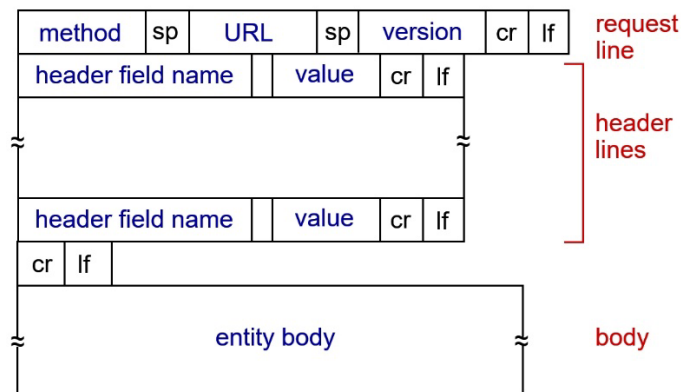 method sp URL sp version cr lf
request
line
header field name value cr lf
header
lines
header field name value cr lf
cr lf
entity body
body